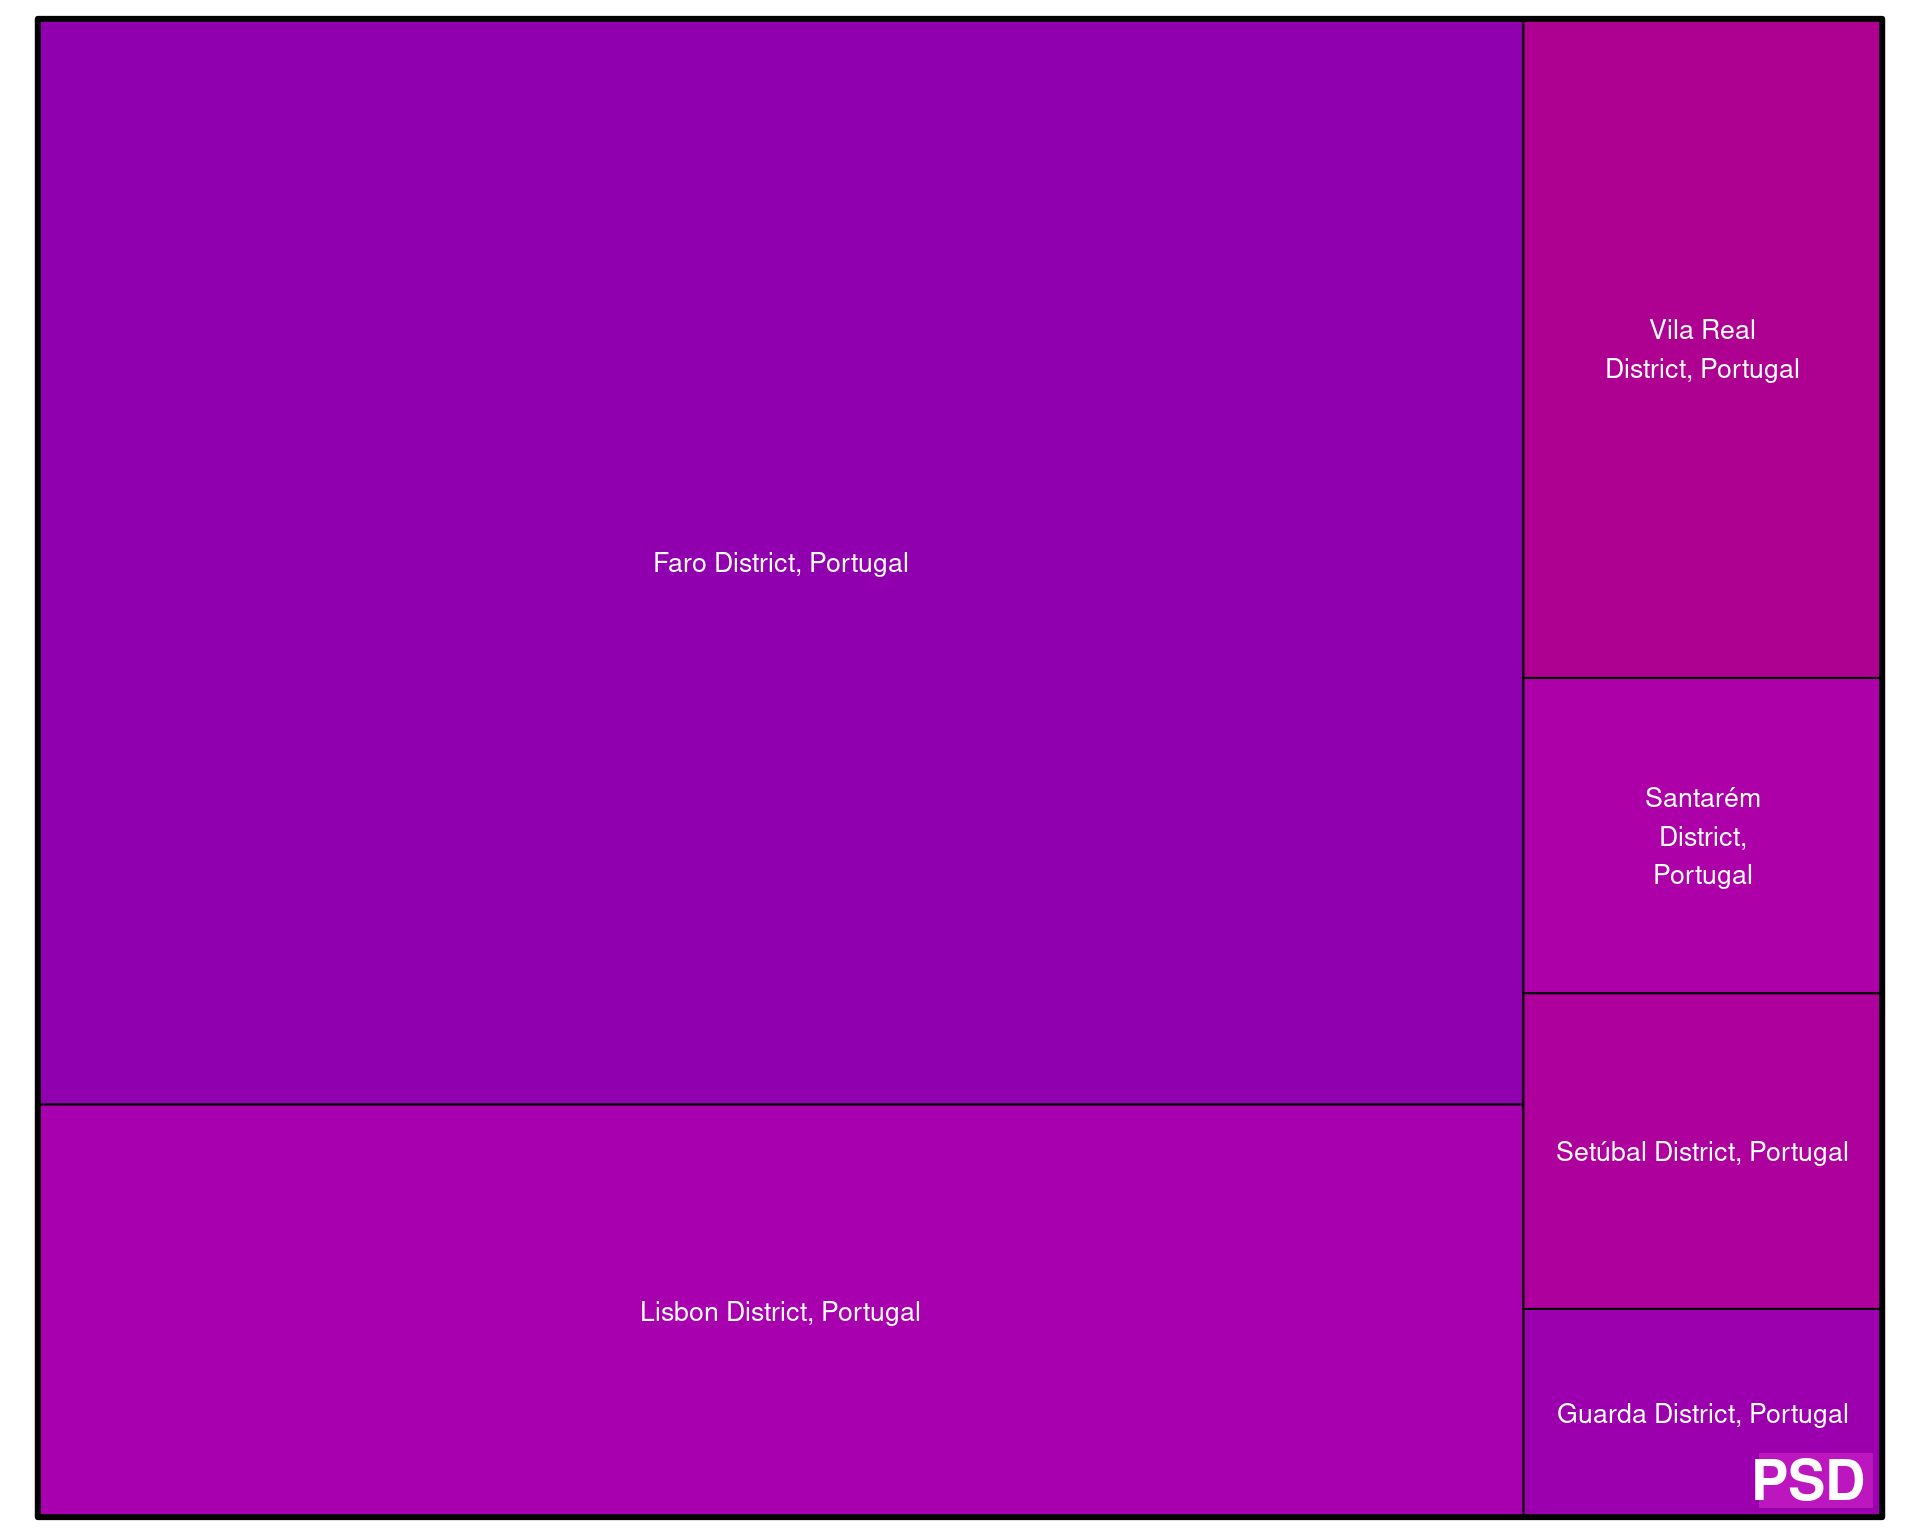 Faro District, Portugal
Lisbon District, Portugal
Vila Real
District, Portugal
Santarém
District,
Portugal
Setúbal District, Portugal
Guarda District, Portugal
PSD